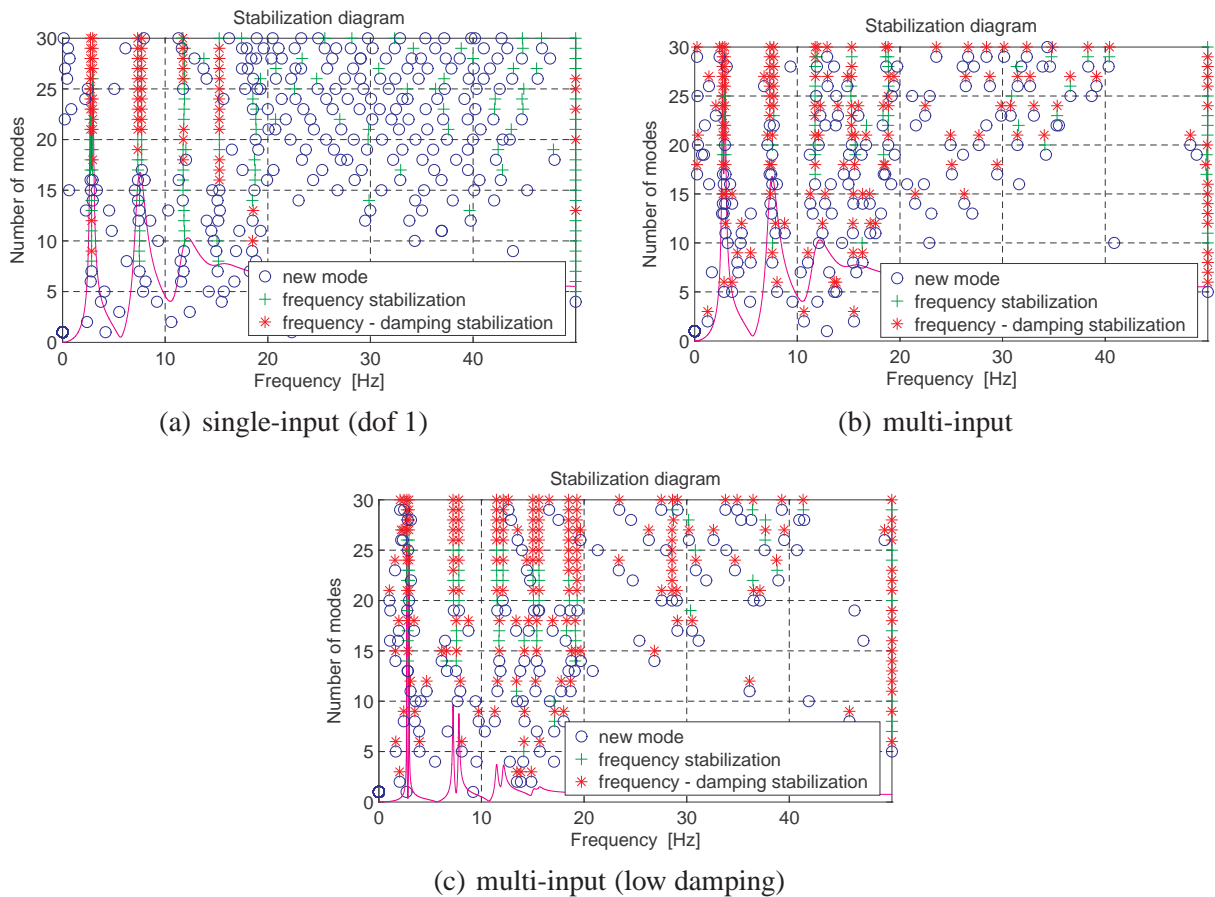 Stabilization diagram
30
25
20
15
10
5
0
Number of modes
0 10 20 30 40
Frequency [Hz]
new mode
frequency stabilization
frequency - damping stabilization
(a) single-input (dof 1)
Stabilization diagram
30
25
20
15
10
5
0
Number of modes
0 10 20 30 40
Frequency [Hz]
new mode
frequency stabilization
frequency - damping stabilization
(b) multi-input
Stabilization diagram
30
25
20
15
10
5
0
Number of modes
0 10 20 30 40
Frequency [Hz]
new mode
frequency stabilization
frequency - damping stabilization
(c) multi-input (low damping)